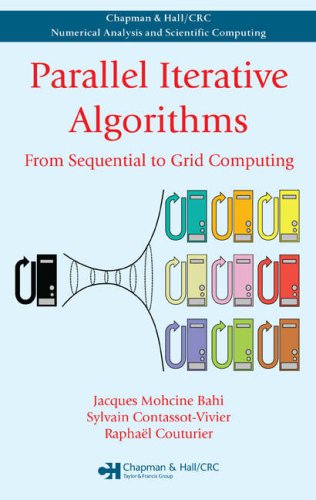 Chapman & Hall/CRC
Numerical Analysis and Scientific Computing
Parallel Iterative
Algorithms
From Sequential to Grid Computing
Jacques Mohcine Bahi
Sylvain Contassot-Vivier
Raphaël Couturier
Chapman & Hall/CRC
Taylor & Francis Group